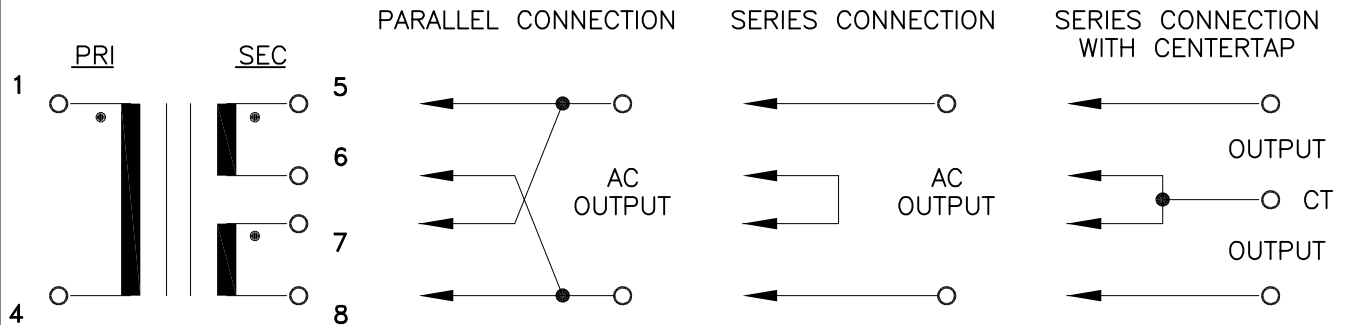 PARALLEL CONNECTION
SERIES CONNECTION
SERIES CONNECTION
WITH CENTERTAP
PRI
SEC
1
5
6
7
4
8
AC
OUTPUT
AC
OUTPUT
OUTPUT
CT
OUTPUT